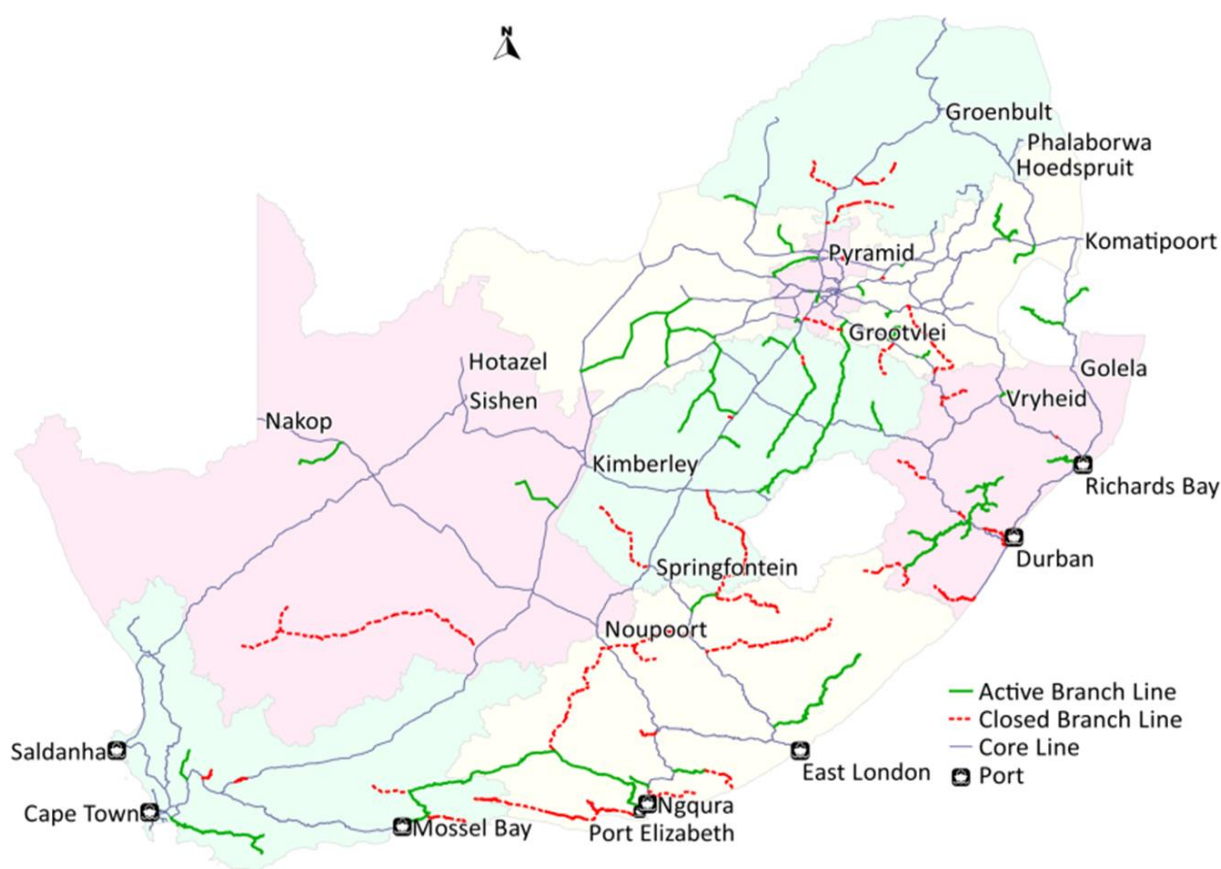 N
Groenbult
Phalaborwa
Hoedspruit
Komatipoort
Pyramid
Grootvlei
Hotazel
Golela
Sishen
Vryheid
Nakop
Kimberley
Richards Bay
Durban
Springfontein
Noupoort
Active Branch Line
Closed Branch Line
Core Line
Port
Saldanha
East London
Ngqura
Cape Town
Mossel Bay
Port Elizabeth